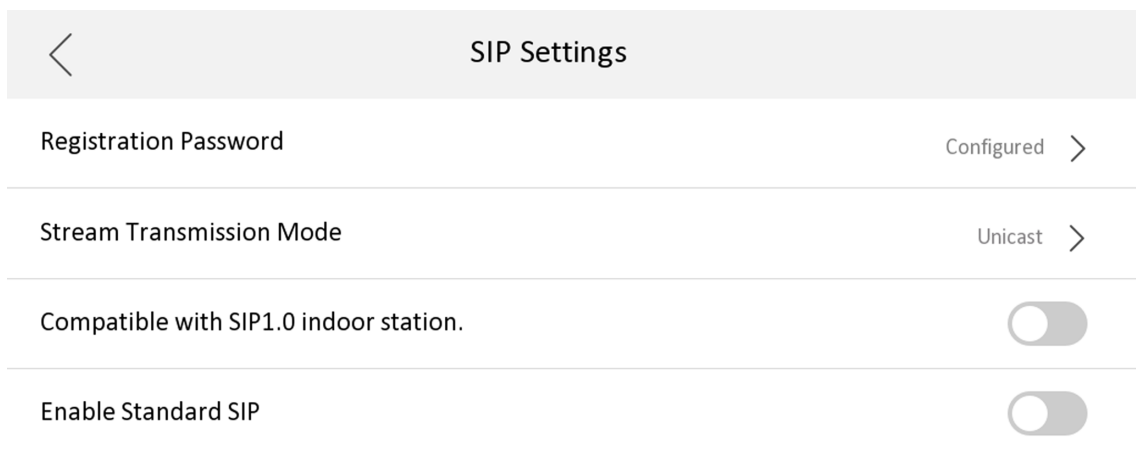 SIP Settings
Registration Password
Configured
Stream Transmission Mode
Unicast
Compatible with SIP1.0 indoor station.
Enable Standard SIP